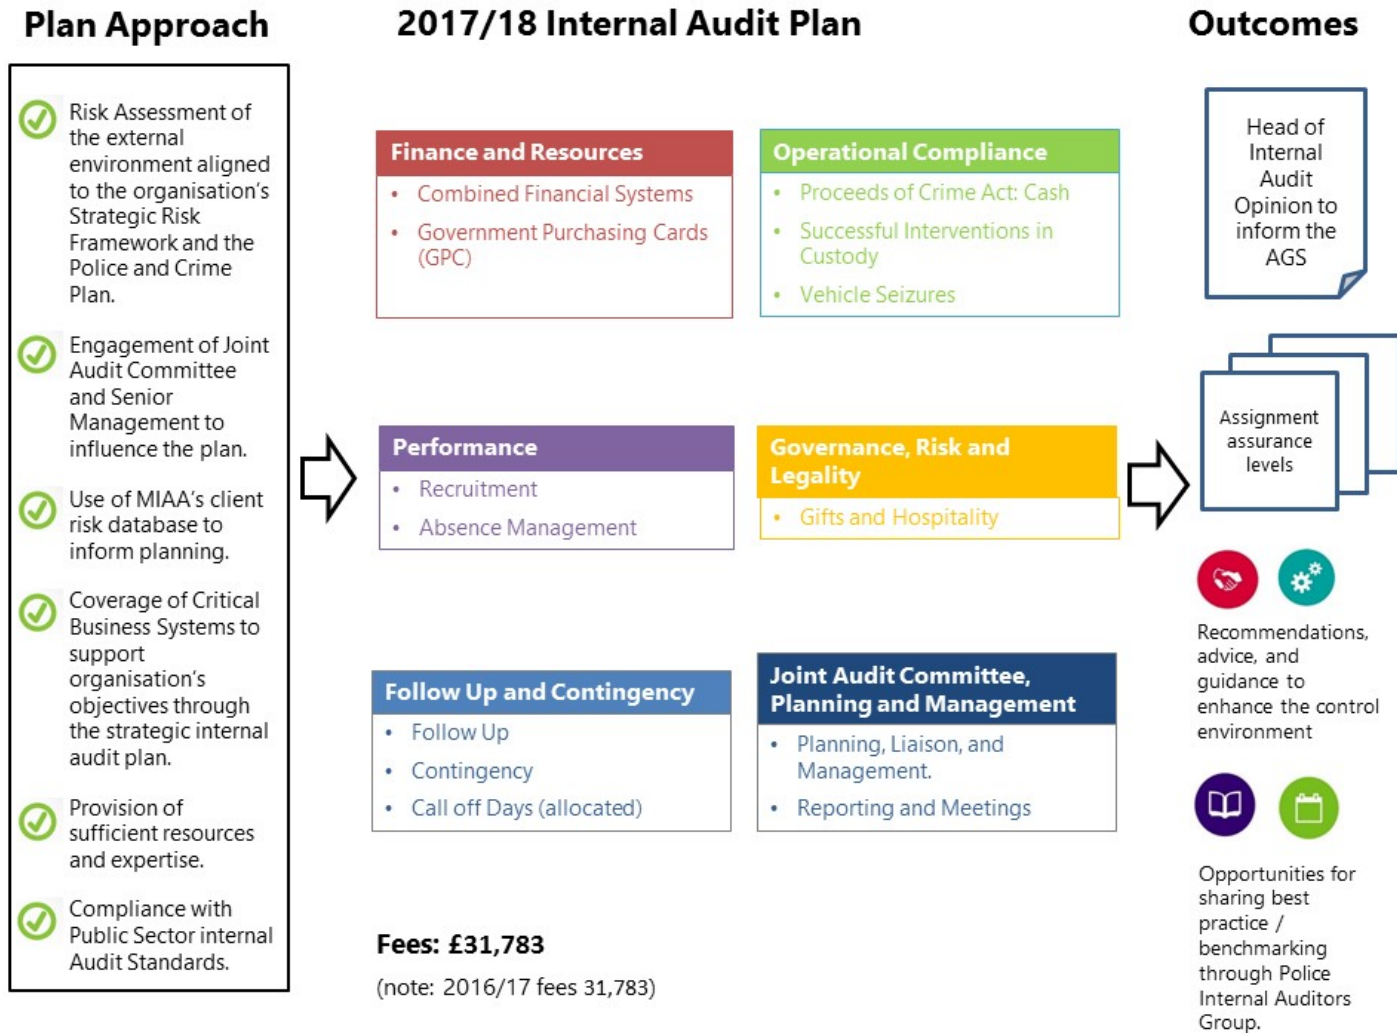 Plan Approach
2017/18 Internal Audit Plan
Outcomes
Risk Assessment of
the external
environment aligned
to the organisation's
Strategic Risk
Framework and the
Police and Crime
Plan.
Engagement of Joint
Audit Committee
and Senior
Management to
influence the plan.
Use of MIAA's client
risk database to
inform planning.
Coverage of Critical
Business Systems to
support
organisation's
objectives through
the strategic internal
audit plan.
Provision of
sufficient resources
and expertise.
Compliance with
Public Sector internal
Audit Standards.
Finance and Resources
• Combined Financial Systems
• Government Purchasing Cards
(GPC)
Operational Compliance
• Proceeds of Crime Act: Cash
• Successful Interventions in
Custody
• Vehicle Seizures
Performance
• Recruitment
• Absence Management
Governance, Risk and
Legality
• Gifts and Hospitality
Follow Up and Contingency
• Follow Up
• Contingency
• Call off Days (allocated)
Joint Audit Committee,
Planning and Management
• Planning, Liaison, and
Management.
• Reporting and Meetings
Fees: £31,783
(note: 2016/17 fees 31,783)
Head of
Internal
Audit
Opinion to
inform the
AGS
Assignment
assurance
levels
Recommendations,
advice, and
guidance to
enhance the control
environment
Opportunities for
sharing best
practice /
benchmarking
through Police
Internal Auditors
Group.